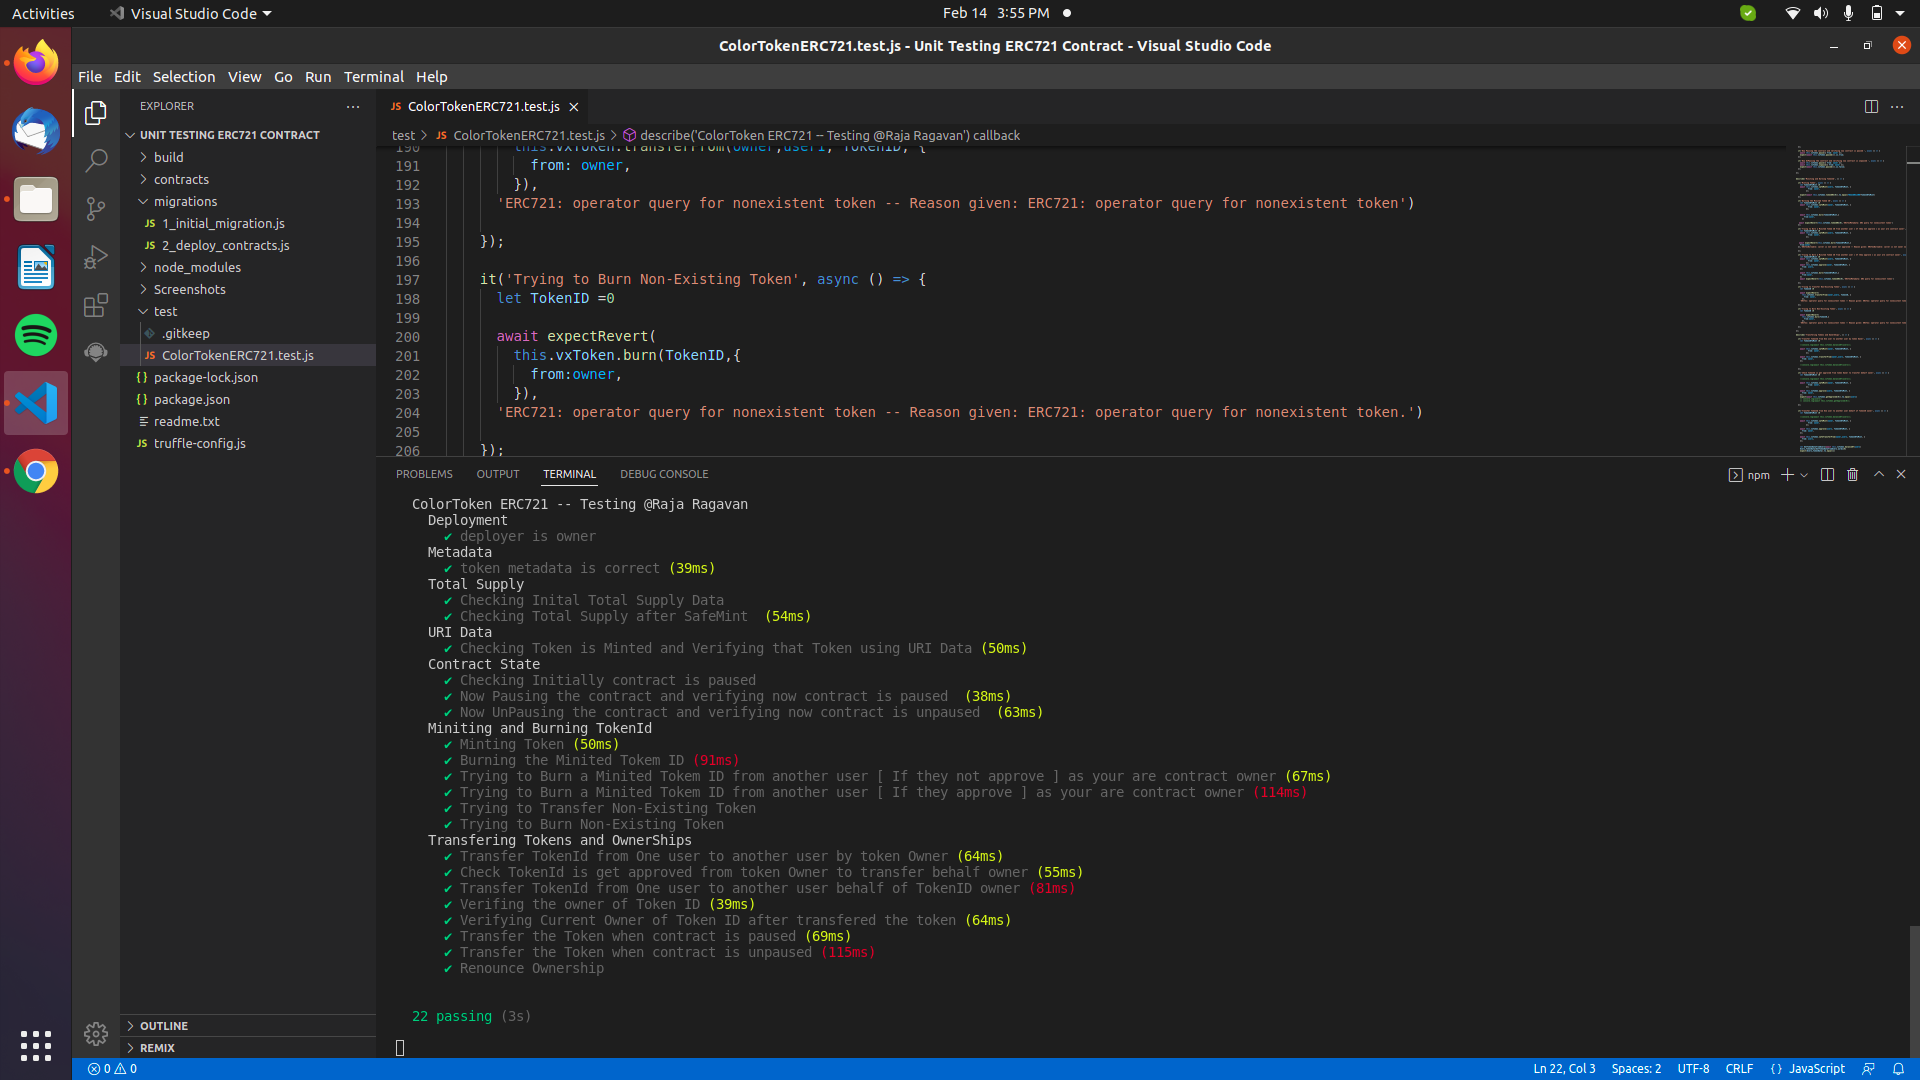 Activities
Visual Studio Code
Feb 14 3:55 PM
ColorTokenERC721.test.js - Unit Testing ERC721 Contract - Visual Studio Code
File Edit Selection View Go Run Terminal Help
EXPLORER
UNIT TESTING ERC721 CONTRACT
build
contracts
migrations
JS 1_initial_migration.js
JS 2_deploy_contracts.js
node_modules
Screenshots
test
.gitkeep
JS ColorTokenERC721.test.js
{} package-lock.json
{} package.json
readme.txt
JS truffle-config.js
OUTLINE
REMIX
JS ColorTokenERC721.test.js
test > JS ColorTokenERC721.test.js > describe('ColorToken ERC721 -- Testing @Raja Ragavan') callback
190 this.vxToken.transferFrom(owner,user1, TokenID, {
191 from: owner,
192 }),
193 'ERC721: operator query for nonexistent token -- Reason given: ERC721: operator query for nonexistent token')
194
195 });
196
197 it('Trying to Burn Non-Existing Token', async () => {
198 let TokenID =0
199
200 await expectRevert(
201 this.vxToken.burn(TokenID,{
202 from:owner,
203 }),
204 'ERC721: operator query for nonexistent token -- Reason given: ERC721: operator query for nonexistent token.')
205
206 });
PROBLEMS OUTPUT TERMINAL DEBUG CONSOLE
npm
ColorToken ERC721 -- Testing @Raja Ragavan
Deployment
✔ deployer is owner
Metadata
✔ token metadata is correct (39ms)
Total Supply
✔ Checking Inital Total Supply Data
✔ Checking Total Supply after SafeMint (54ms)
URI Data
✔ Checking Token is Minted and Verifying that Token using URI Data (50ms)
Contract State
✔ Checking Initially contract is paused
✔ Now Pausing the contract and verifying now contract is paused (38ms)
✔ Now UnPausing the contract and verifying now contract is unpaused (63ms)
Miniting and Burning TokenId
✔ Minting Token (50ms)
✔ Burning the Minited Tokem ID (91ms)
✔ Trying to Burn a Minited Tokem ID from another user [ If they not approve ] as your are contract owner (67ms)
✔ Trying to Burn a Minited Tokem ID from another user [ If they approve ] as your are contract owner (114ms)
✔ Trying to Transfer Non-Existing Token
✔ Trying to Burn Non-Existing Token
Transfering Tokens and OwnerShips
✔ Transfer TokenId from One user to another user by token Owner (64ms)
✔ Check TokenId is get approved from token Owner to transfer behalf owner (55ms)
✔ Transfer TokenId from One user to another user behalf of TokenID owner (81ms)
✔ Verifing the owner of Token ID (39ms)
✔ Verifying Current Owner of Token ID after transfered the token (64ms)
✔ Transfer the Token when contract is paused (69ms)
✔ Transfer the Token when contract is unpaused (115ms)
✔ Renounce Ownership
22 passing (3s)
0 0
Ln 22, Col 3 Spaces: 2 UTF-8 CRLF {} JavaScript